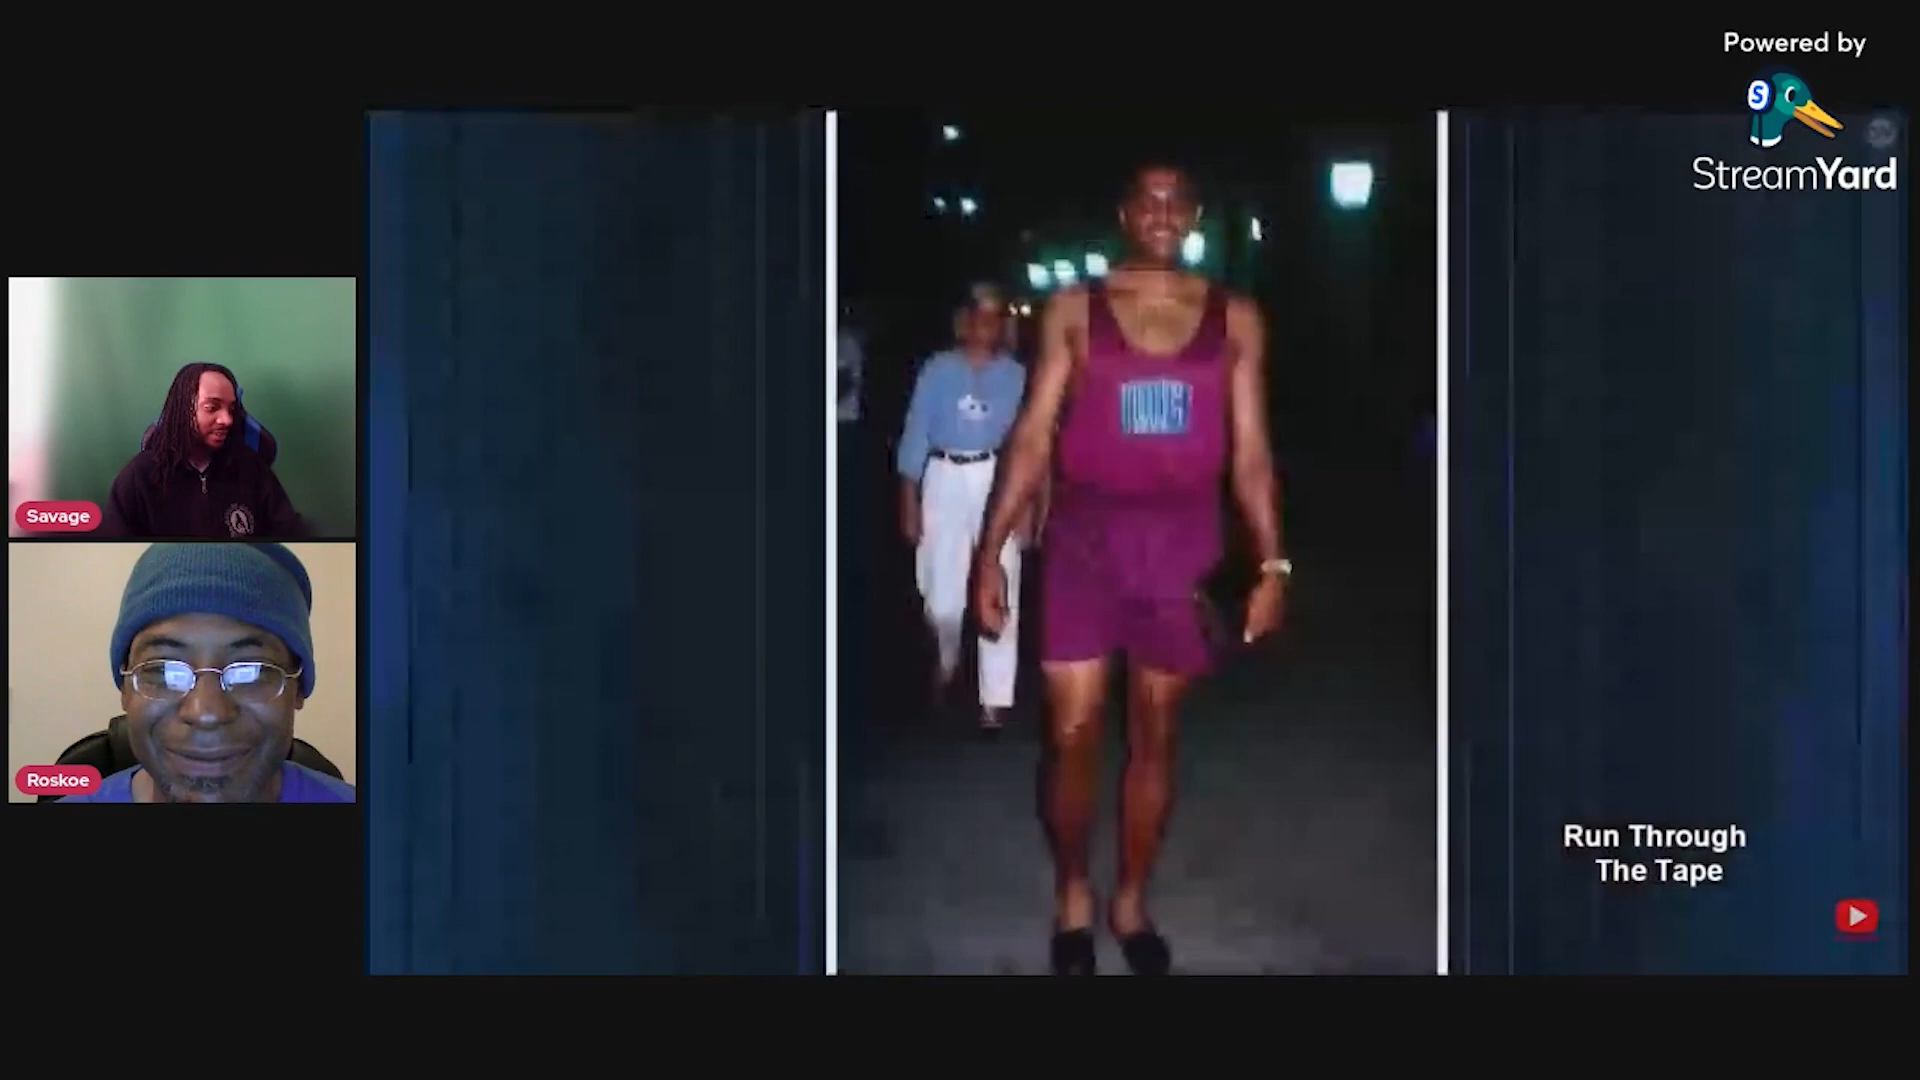 Powered by
S
StreamYard
Savage
Roskoe
Run Through
The Tape